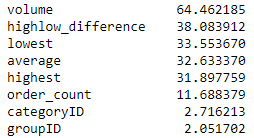 volume 64.462185
highlow_difference 38.083912
lowest 33.553670
average 32.633370
highest 31.897759
order_count 11.688379
categoryID 2.716213
groupID 2.051702